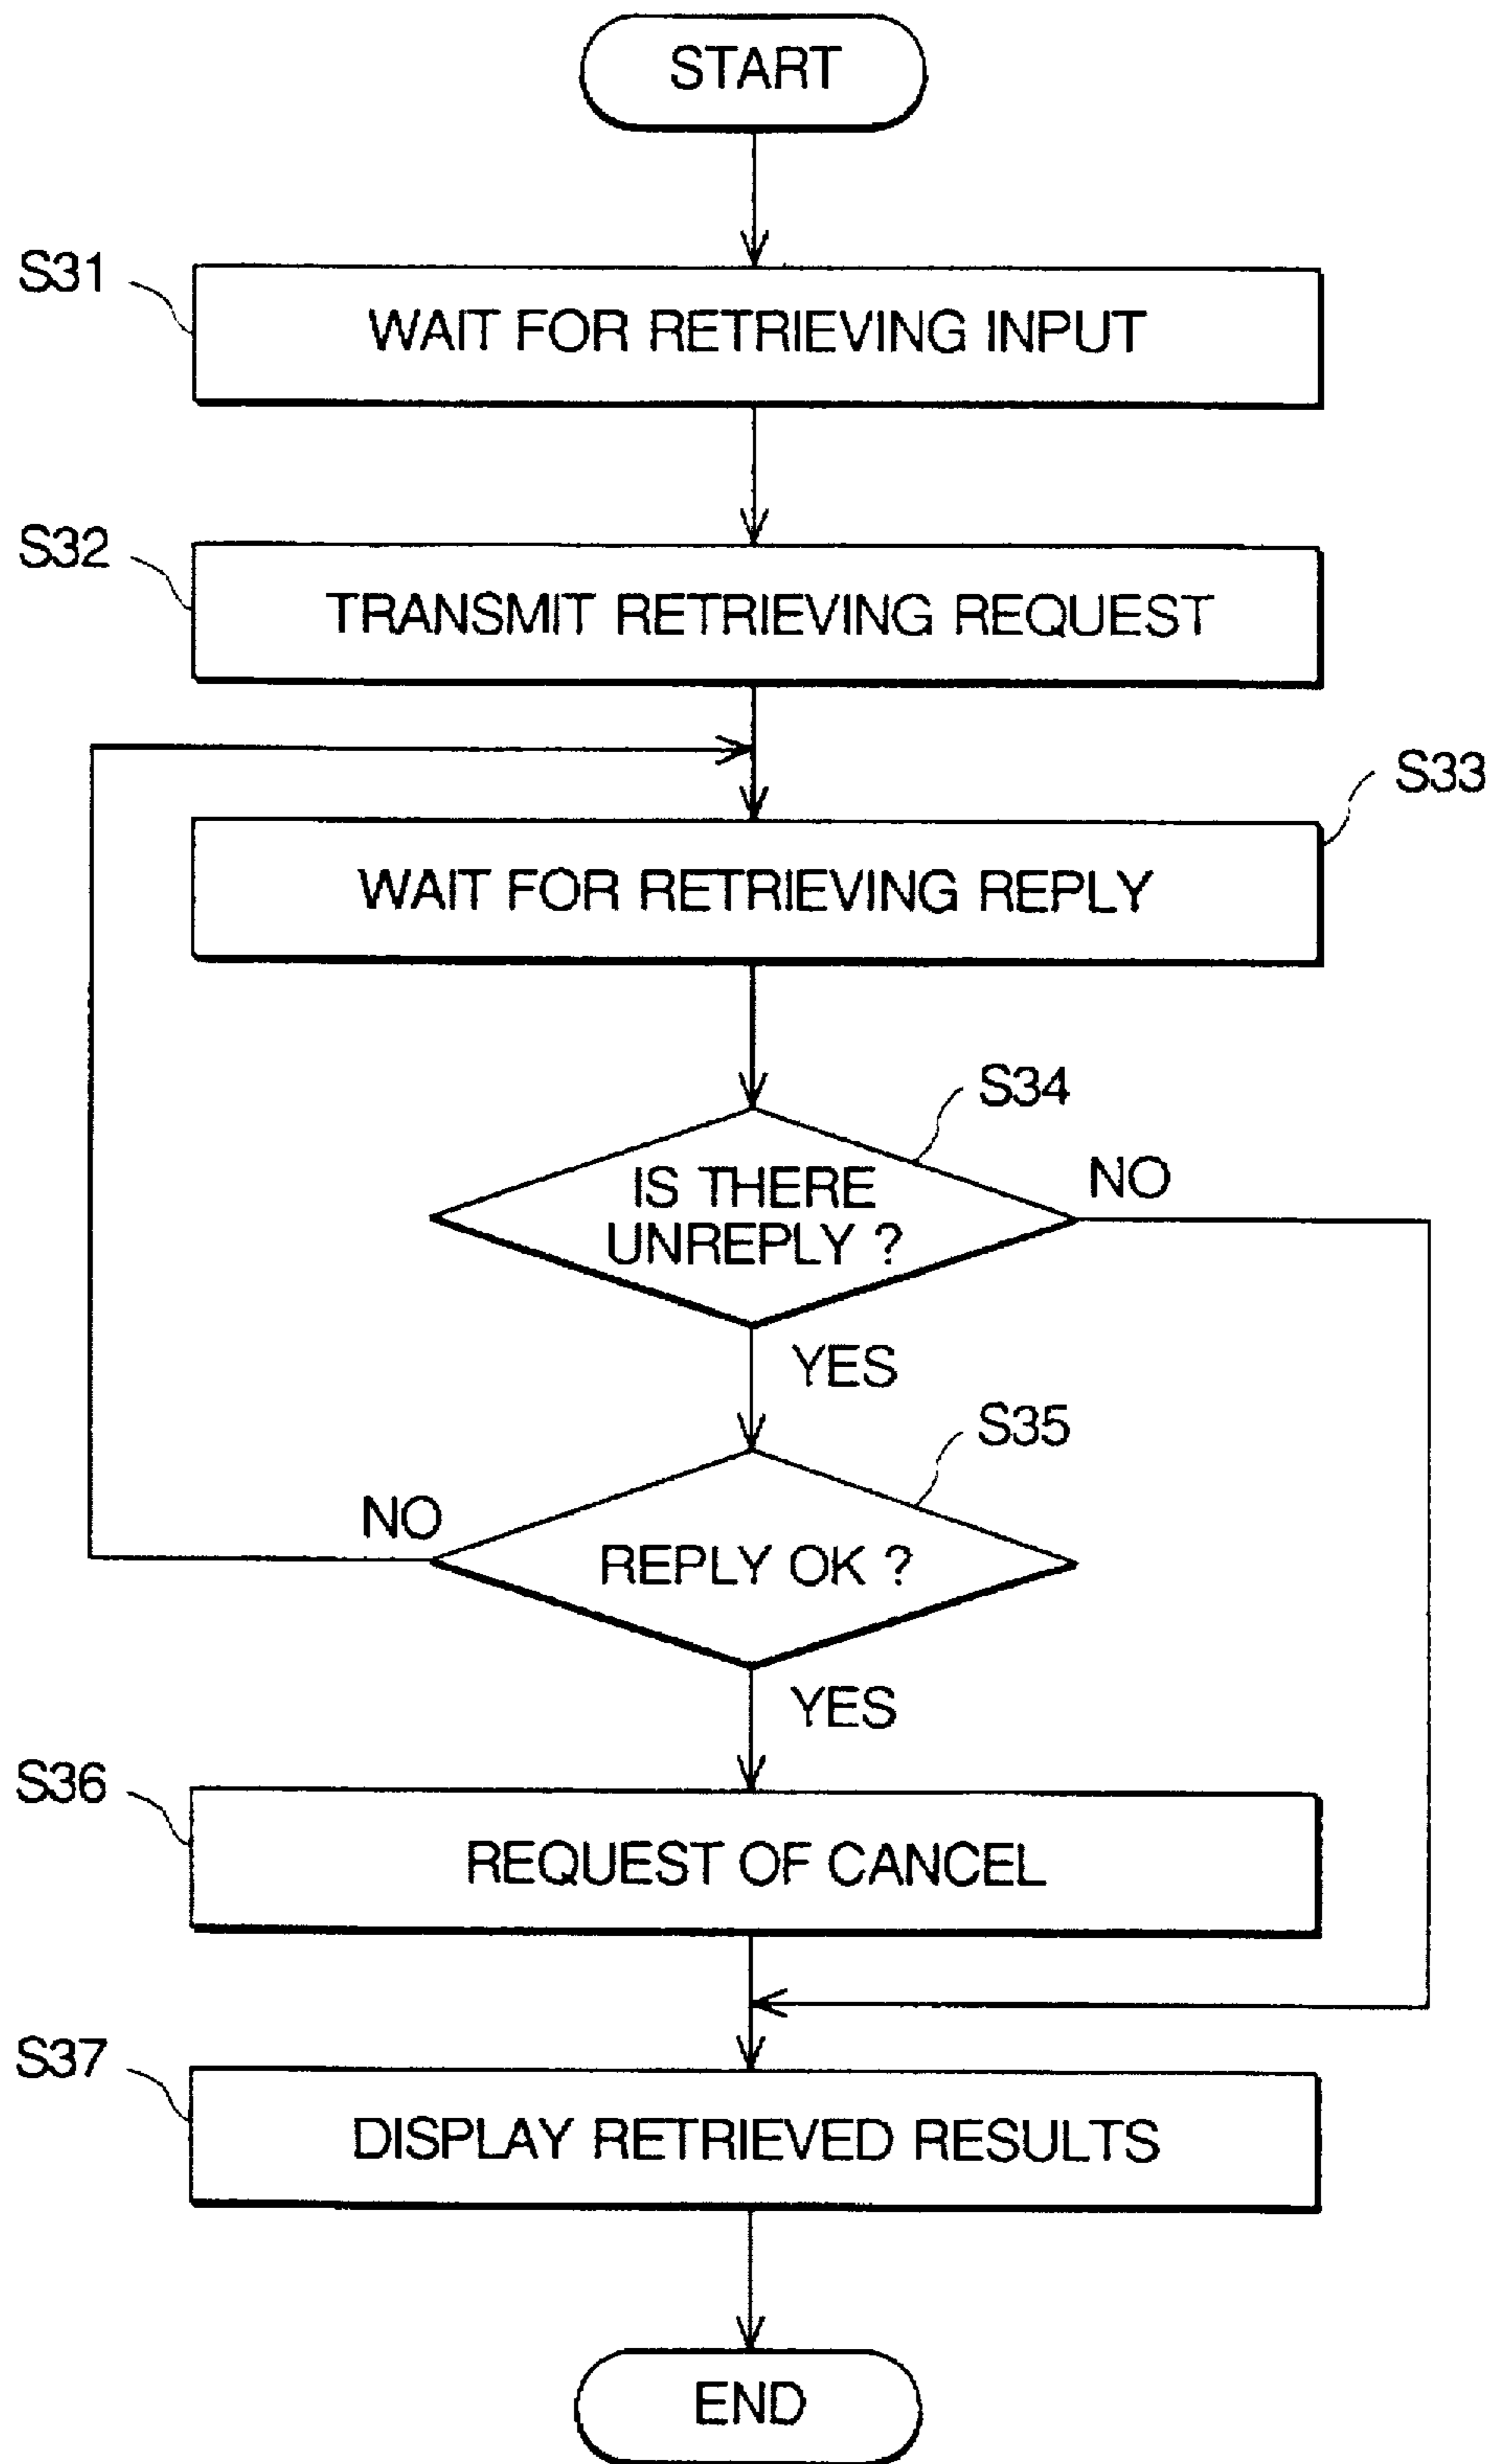 START
S31
WAIT FOR RETRIEVING INPUT
S32
TRANSMIT RETRIEVING REQUEST
S33
WAIT FOR RETRIEVING REPLY
S34
IS THERE
UNREPLY ?
NO
YES
S35
REPLY OK ?
NO
YES
S36
REQUEST OF CANCEL
S37
DISPLAY RETRIEVED RESULTS
END